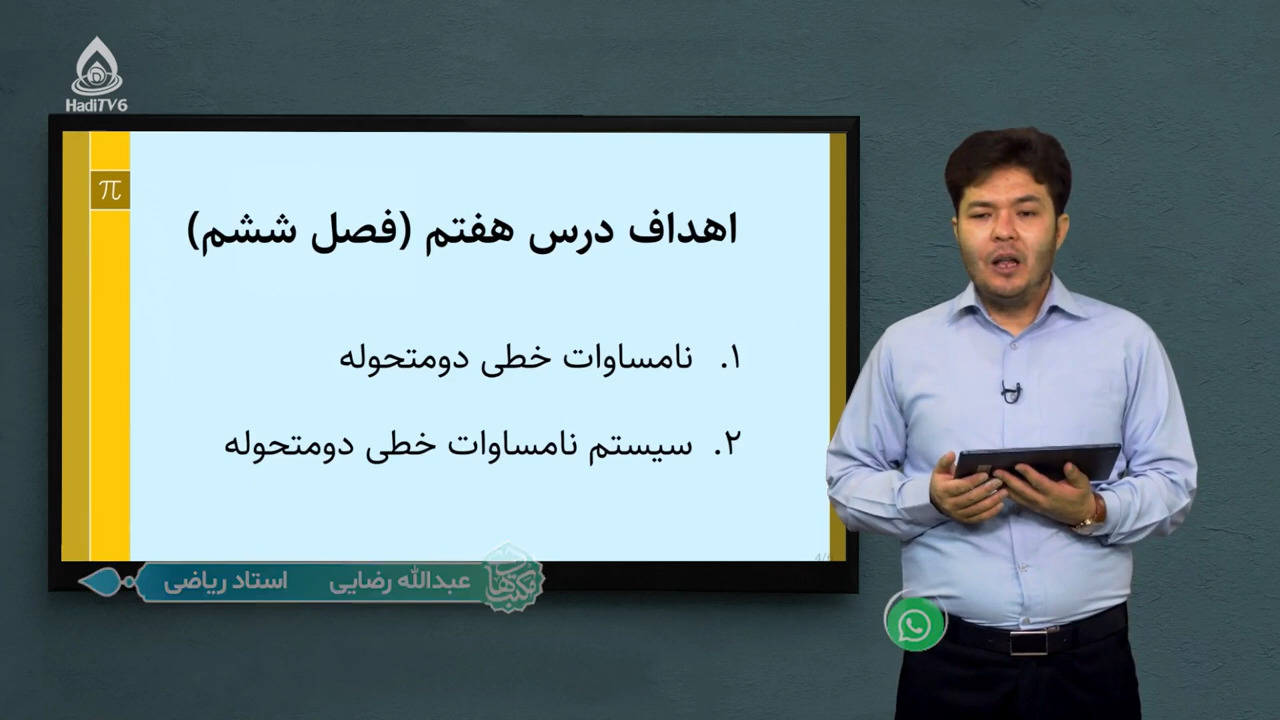 HadiTV6
π
اهداف درس هفتم (فصل ششم)
۱. نامساوات خطی دومتحوله
۲. سیستم نامساوات خطی دومتحوله
عبدالله رضایی استاد ریاضی